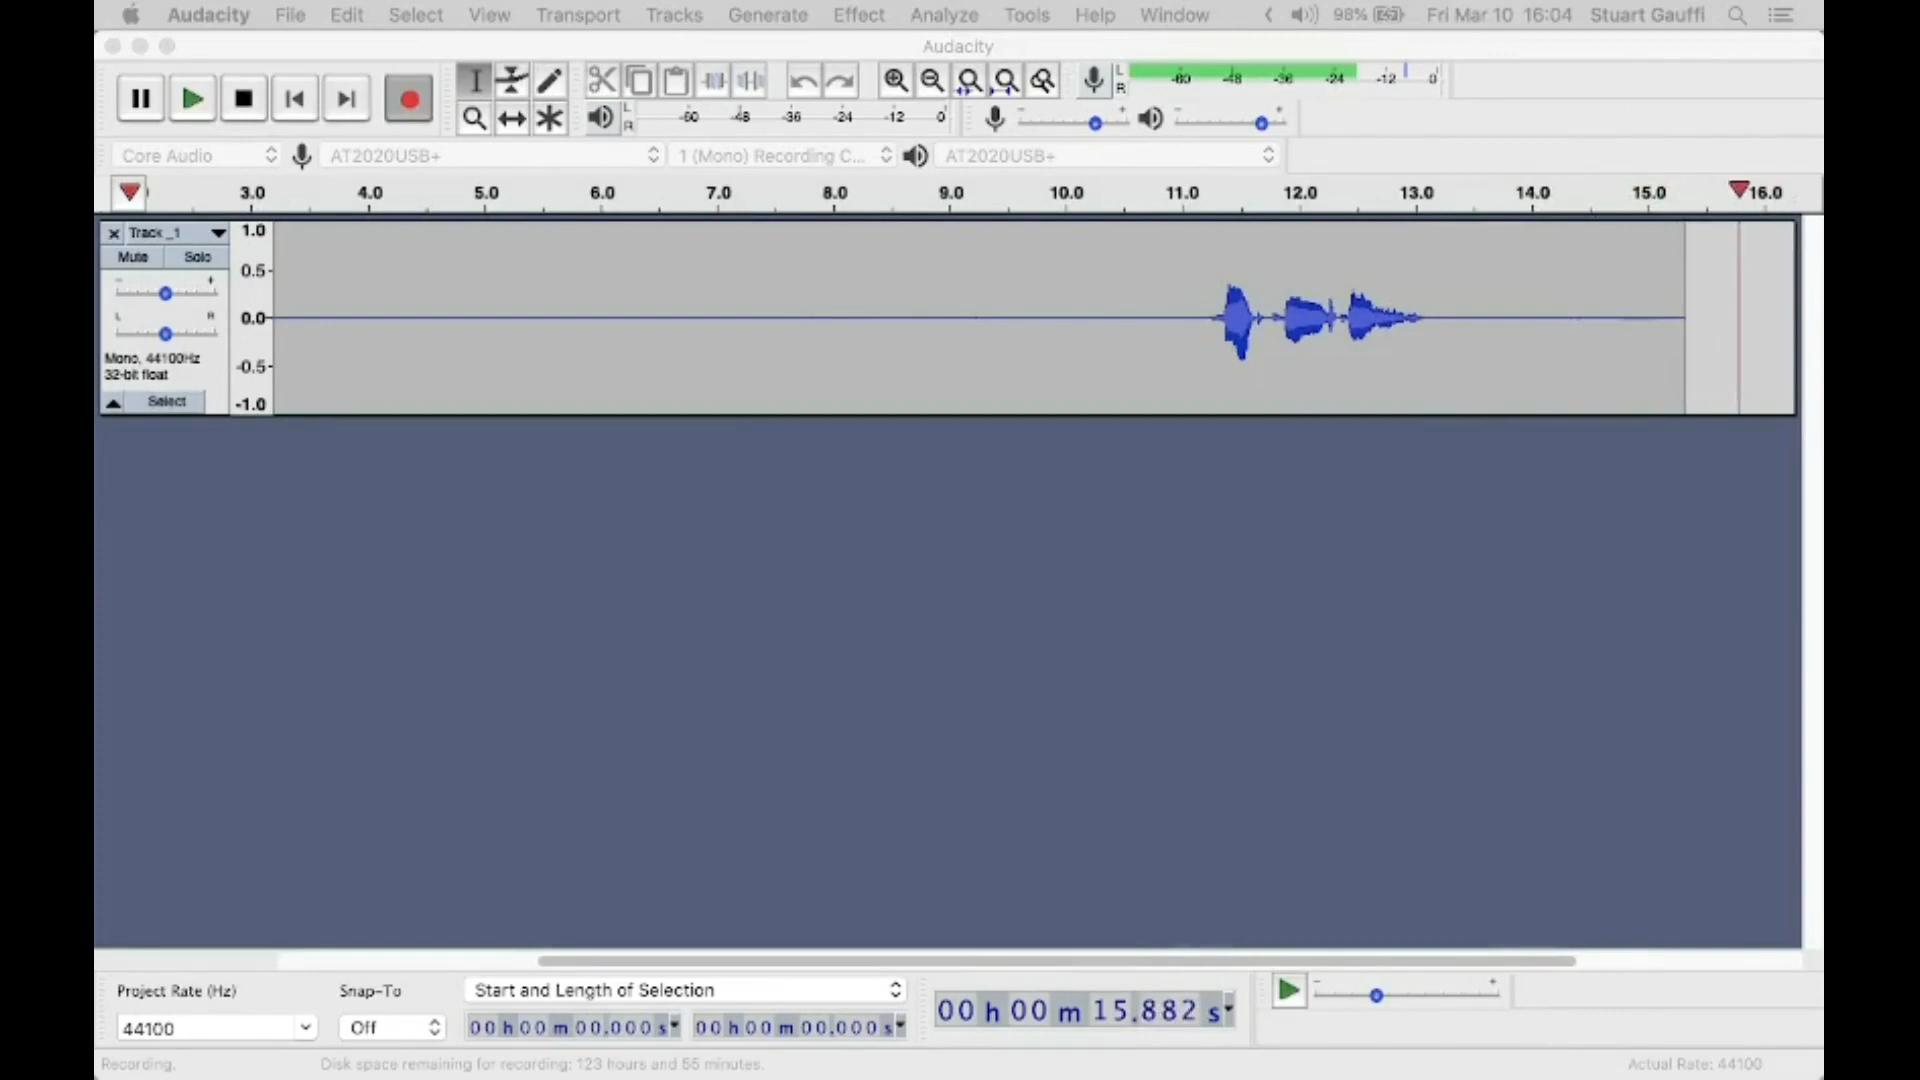 Audacity File Edit Select View Transport Tracks Generate Effect Analyze Tools Help Window 98% Fri Mar 10 16:04 Stuart Gauffi
Audacity
L R -60 -48 -36 -24 -12 0
L R -60 -48 -36 -24 -12 0
Core Audio AT2020USB+ 1 (Mono) Recording C... AT2020USB+
3.0 4.0 5.0 6.0 7.0 8.0 9.0 10.0 11.0 12.0 13.0 14.0 15.0 16.0
× Track_1 1.0
Mute Solo
- + 0.5
L R 0.0
Mono, 44100Hz
32-bit float
-0.5
Select -1.0
Project Rate (Hz) Snap-To Start and Length of Selection
44100 Off 00 h 00 m 00.000 s 00 h 00 m 00.000 s 00 h 00 m 15.882 s
Recording. Disk space remaining for recording: 123 hours and 55 minutes. Actual Rate: 44100